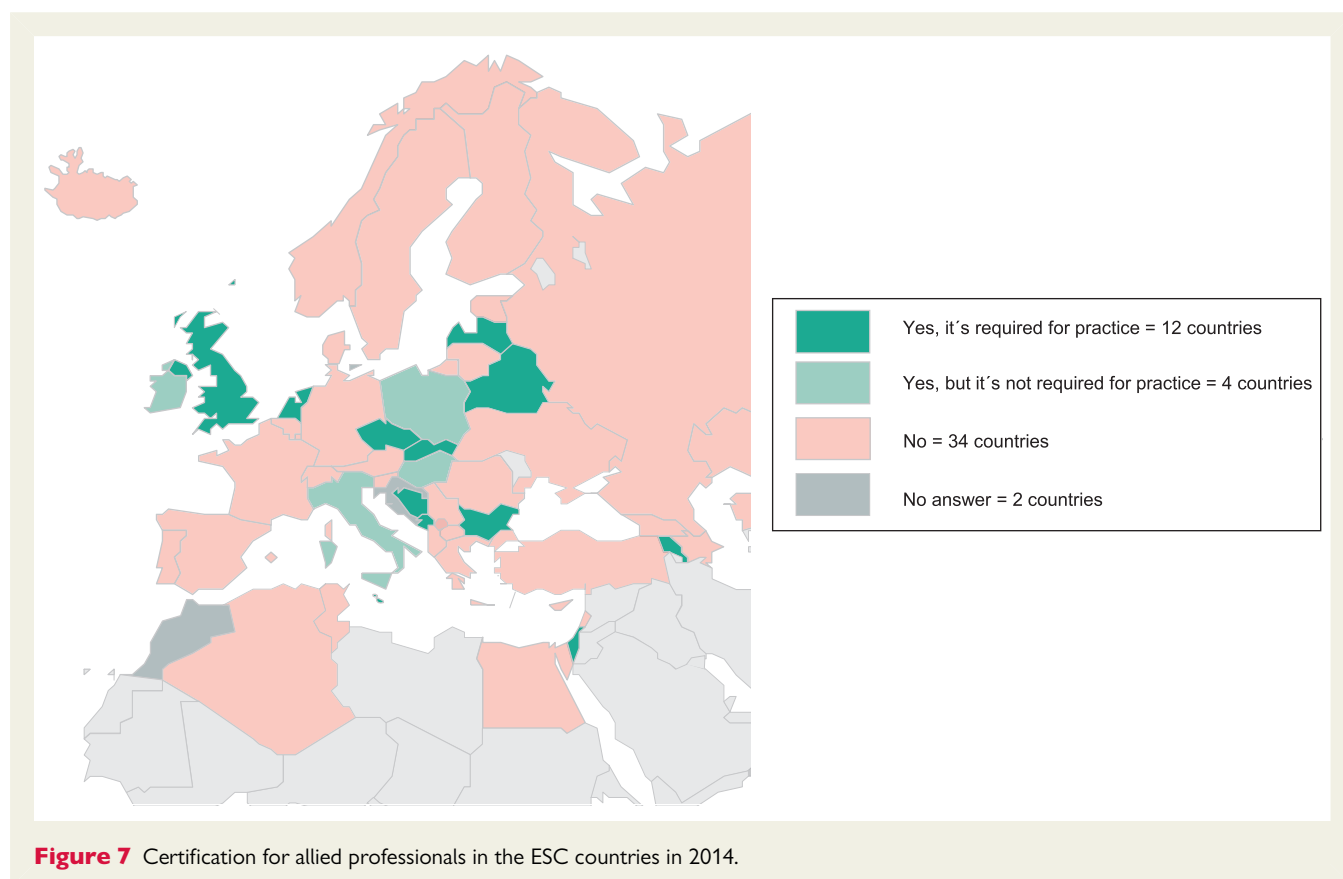 Yes, it´s required for practice = 12 countries
Yes, but it´s not required for practice = 4 countries
No = 34 countries
No answer = 2 countries
Figure 7 Certification for allied professionals in the ESC countries in 2014.